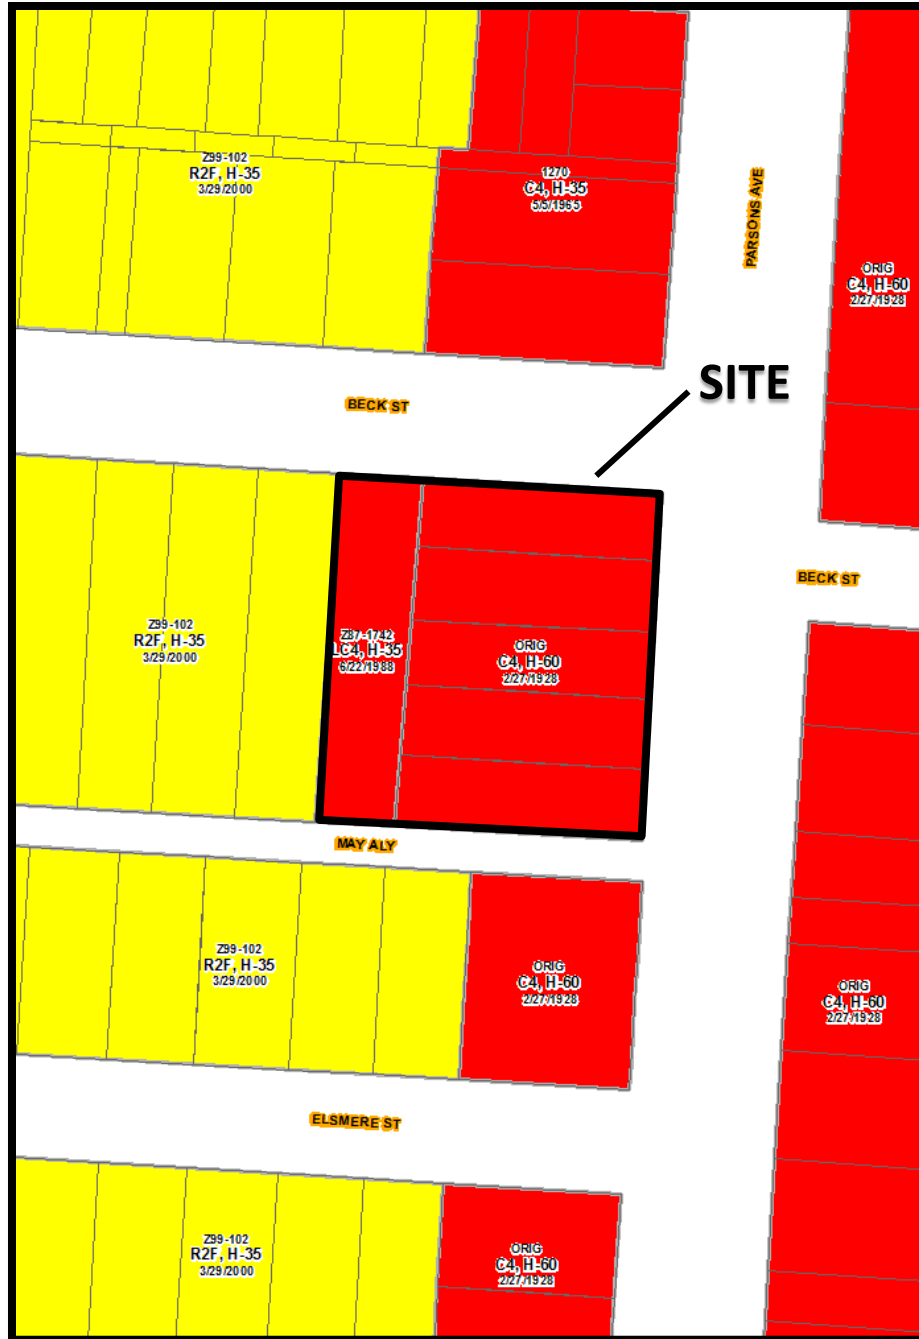 Z99-102
R2F, H-35
3/29/2000
1270
C4, H-35
5/5/1965
PARSONS AVE
ORIG
C4, H-60
2/27/1928
SITE
BECK ST
BECK ST
Z99-102
R2F, H-35
3/29/2000
Z87-1742
LC4, H-35
6/22/1988
ORIG
C4, H-60
2/27/1928
MAY ALY
Z99-102
R2F, H-35
3/29/2000
ORIG
C4, H-60
2/27/1928
ORIG
C4, H-60
2/27/1928
ELSMERE ST
Z99-102
R2F, H-35
3/29/2000
ORIG
C4, H-60
2/27/1928